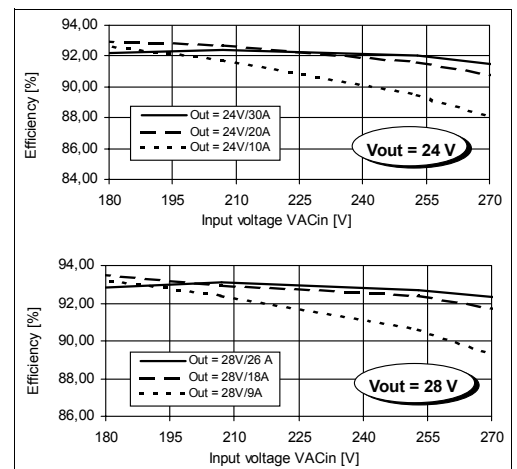 94,00
92,00
90,00
88,00
86,00
84,00
Efficiency [%]
Out = 24V/30A
Out = 24V/20A
Out = 24V/10A
Vout = 24 V
180 195 210 225 240 255 270
Input voltage VACin [V]
94,00
92,00
90,00
88,00
86,00
Efficiency [%]
Out = 28V/26 A
Out = 28V/18A
Out = 28V/9A
Vout = 28 V
180 195 210 225 240 255 270
Input voltage VACin [V]